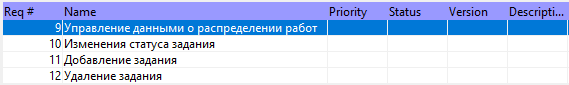 Req # Name Priority Status Version Descripti...
9 Управление данными о распределении работ
10 Изменения статуса задания
11 Добавление задания
12 Удаление задания